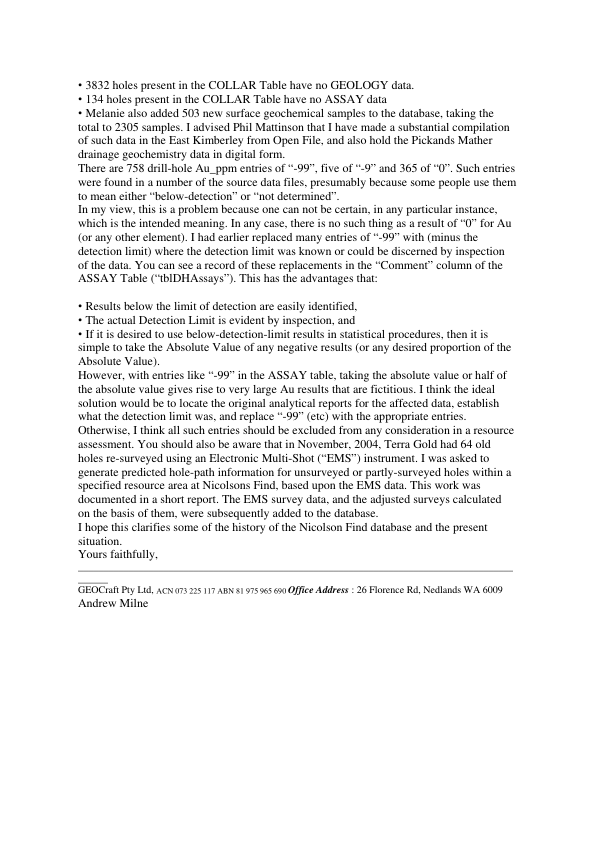 • 3832 holes present in the COLLAR Table have no GEOLOGY data.
• 134 holes present in the COLLAR Table have no ASSAY data
• Melanie also added 503 new surface geochemical samples to the database, taking the
total to 2305 samples. I advised Phil Mattinson that I have made a substantial compilation
of such data in the East Kimberley from Open File, and also hold the Pickands Mather
drainage geochemistry data in digital form.
There are 758 drill-hole Au_ppm entries of “-99”, five of “-9” and 365 of “0”. Such entries
were found in a number of the source data files, presumably because some people use them
to mean either “below-detection” or “not determined”.
In my view, this is a problem because one can not be certain, in any particular instance,
which is the intended meaning. In any case, there is no such thing as a result of “0” for Au
(or any other element). I had earlier replaced many entries of “-99 with (minus the
detection limit) where the detection limit was known or could be discerned by inspection
of the data. You can see a record of these replacements in the “Comment” column of the
ASSAY Table (“tblDHAssays”). This has the advantages that:
• Results below the limit of detection are easily identified,
• The actual Detection Limit is evident by inspection, and
• If it is desired to use below-detection-limit results in statistical procedures, then it is
simple to take the Absolute Value of any negative results (or any desired proportion of the
Absolute Value).
However, with entries like “-99” in the ASSAY table, taking the absolute value or half of
the absolute value gives rise to very large Au results that are fictitious. I think the ideal
solution would be to locate the original analytical reports for the affected data, establish
what the detection limit was, and replace “-99” (etc) with the appropriate entries.
Otherwise, I think all such entries should be excluded from any consideration in a resource
assessment. You should also be aware that in November, 2004, Terra Gold had 64 old
holes re-surveyed using an Electronic Multi-Shot (“EMS”) instrument. I was asked to
generate predicted hole-path information for unsurveyed or partly-surveyed holes within a
specified resource area at Nicolsons Find, based upon the EMS data. This work was
documented in a short report. The EMS survey data, and the adjusted surveys calculated
on the basis of them, were subsequently added to the database.
I hope this clarifies some of the history of the Nicolson Find database and the present
situation.
Yours faithfully,
GEOCraft Pty Ltd, ACN 073 225 117 ABN 81 975 965 690 Office Address : 26 Florence Rd, Nedlands WA 6009
Andrew Milne